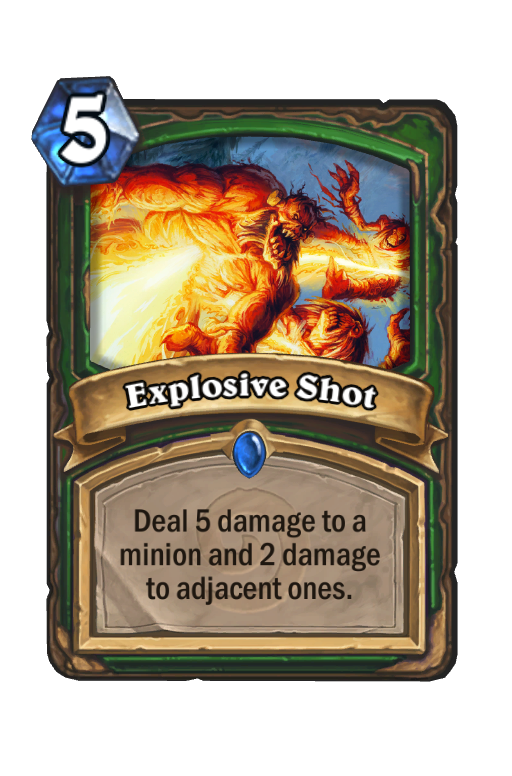 5
Explosive Shot
Deal 5 damage to a
minion and 2 damage
to adjacent ones.